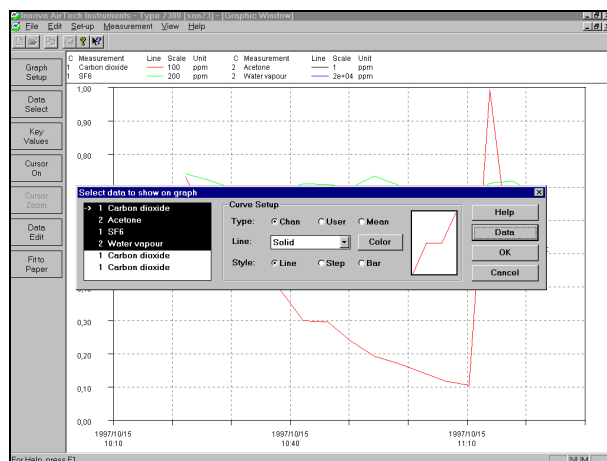 Innova AirTech Instruments - Type 7300 [san73] - [Graphic Window]
File Edit Set-up Measurement View Help
C Measurement Line Scale Unit C Measurement Line Scale Unit
1 Carbon dioxide 100 ppm 2 Acetone 1 ppm
1 SF6 200 ppm 2 Water vapour 2e+04 ppm
Graph Setup
Data Select
Key Values
Cursor On
Cursor Zoom
Data Edit
Fit to Paper
1,00
0,90
0,80
0,70
Select data to show on graph
-> 1 Carbon dioxide
2 Acetone
1 SF6
2 Water vapour
1 Carbon dioxide
1 Carbon dioxide
Curve Setup
Type: Chan User Mean
Line: Solid Color
Style: Line Step Bar
Help
Data
OK
Cancel
0,30
0,20
0,10
0,00
1997/10/15 1997/10/15 1997/10/15
10:10 10:40 11:10
For Help, press F1
NUM